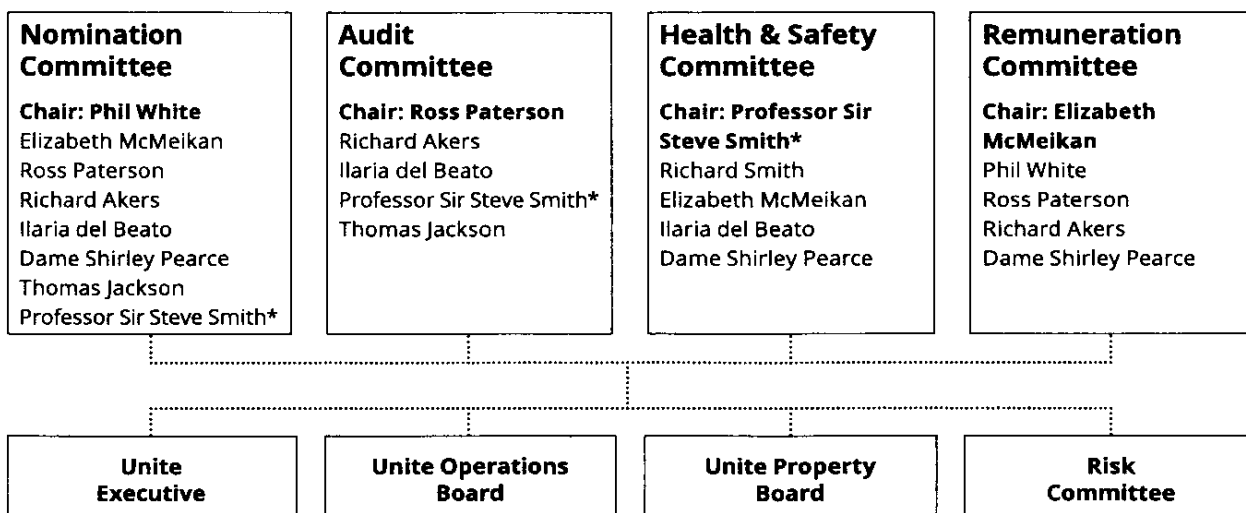 Nomination
Committee
Chair: Phil White
Elizabeth McMeikan
Ross Paterson
Richard Akers
Ilaria del Beato
Dame Shirley Pearce
Thomas Jackson
Professor Sir Steve Smith*
Audit
Committee
Chair: Ross Paterson
Richard Akers
Ilaria del Beato
Professor Sir Steve Smith*
Thomas Jackson
Health & Safety
Committee
Chair: Professor Sir
Steve Smith*
Richard Smith
Elizabeth McMeikan
Ilaria del Beato
Dame Shirley Pearce
Remuneration
Committee
Chair: Elizabeth
McMeikan
Phil White
Ross Paterson
Richard Akers
Dame Shirley Pearce
Unite
Executive
Unite Operations
Board
Unite Property
Board
Risk
Committee